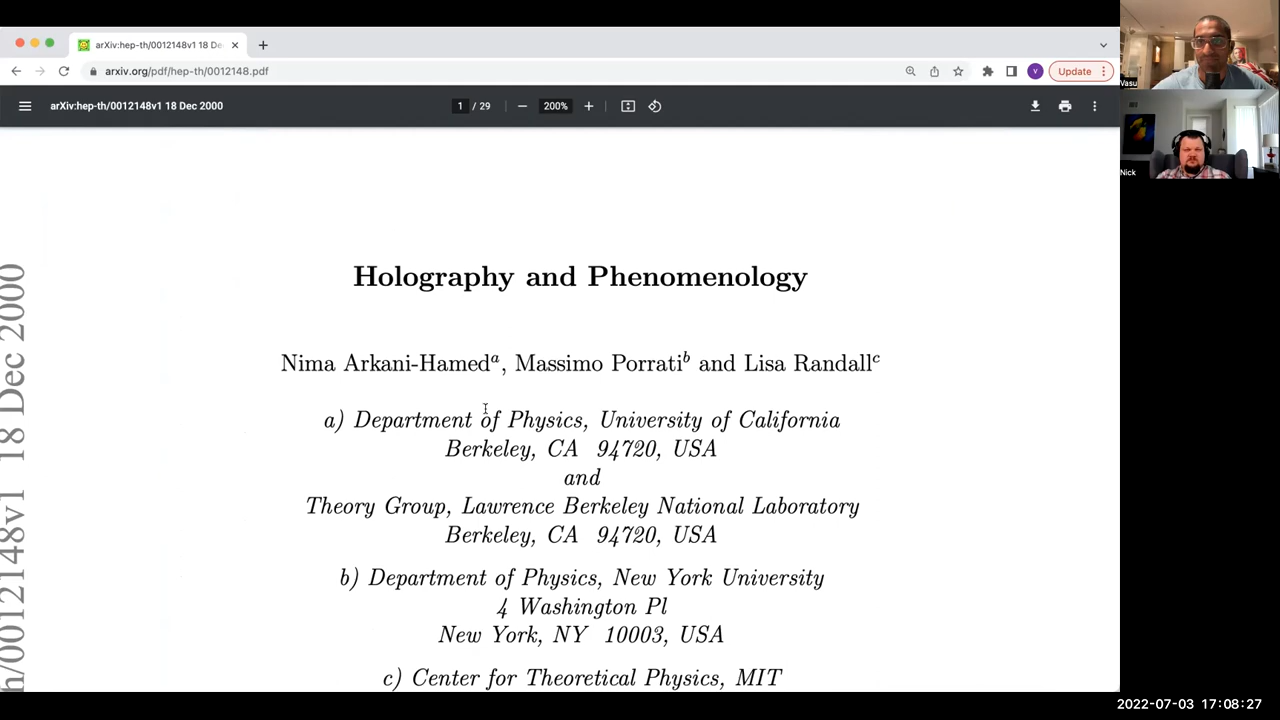 arXiv:hep-th/0012148v1 18 De
arxiv.org/pdf/hep-th/0012148.pdf
V
Update
arXiv:hep-th/0012148v1 18 Dec 2000
1 / 29
200%
Holography and Phenomenology
Nima Arkani-Hamedᵃ, Massimo Porratiᵇ and Lisa Randallᶜ
a) Department of Physics, University of California
Berkeley, CA 94720, USA
and
Theory Group, Lawrence Berkeley National Laboratory
Berkeley, CA 94720, USA
b) Department of Physics, New York University
4 Washington Pl
New York, NY 10003, USA
c) Center for Theoretical Physics, MIT
h/0012148v1 18 Dec 2000
Vasu
Nick
2022-07-03 17:08:27